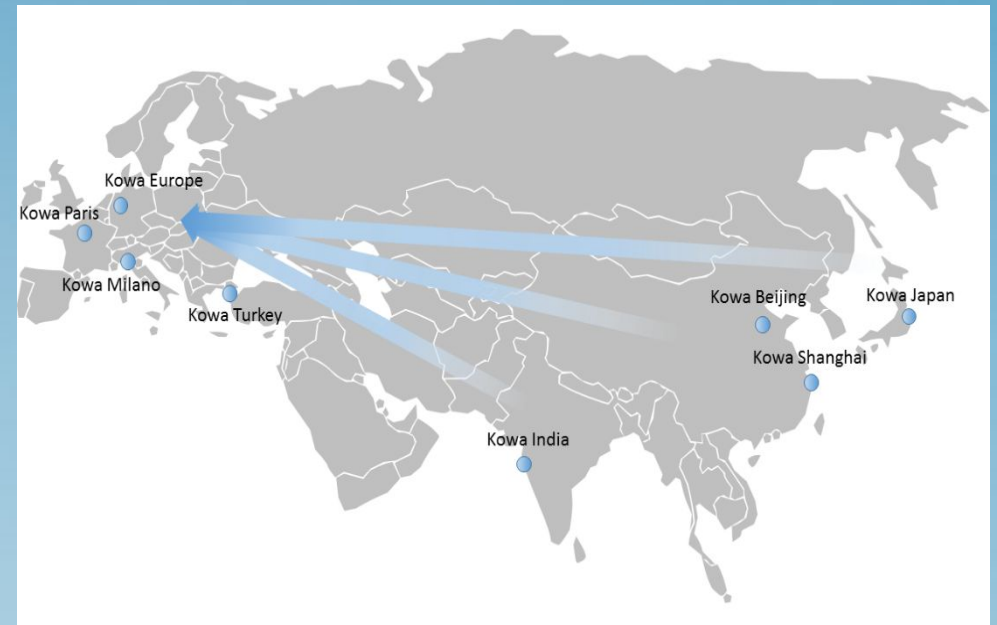 Kowa Europe
Kowa Paris
Kowa Milano
Kowa Turkey
Kowa Beijing
Kowa Japan
Kowa Shanghai
Kowa India